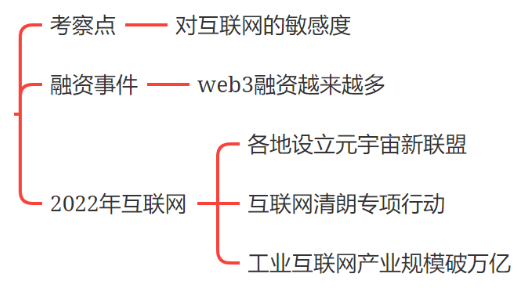 考察点
对互联网的敏感度
融资事件
web3融资越来越多
2022年互联网
各地设立元宇宙新联盟
互联网清朗专项行动
工业互联网产业规模破万亿